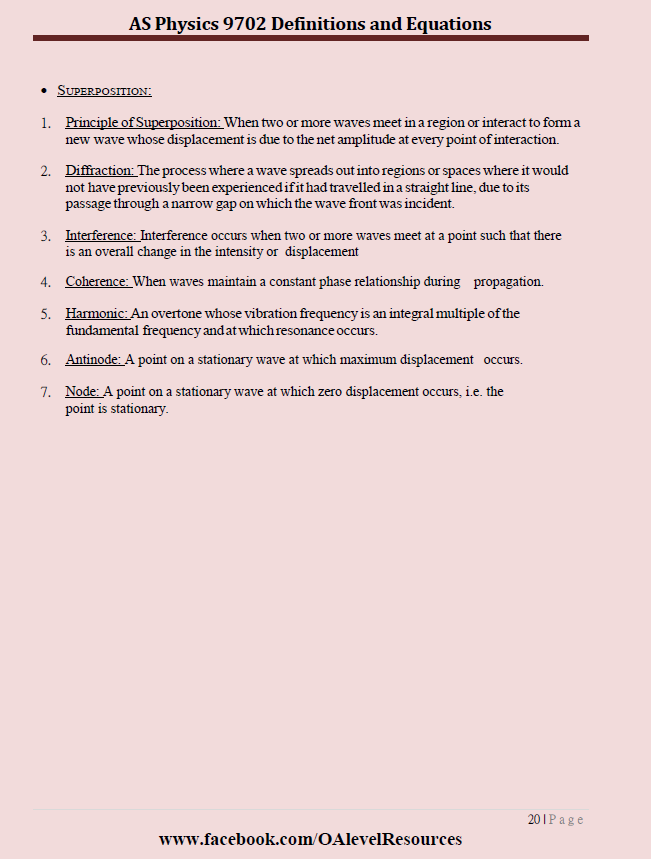 AS Physics 9702 Definitions and Equations
• SUPERPOSITION:
1. Principle of Superposition: When two or more waves meet in a region or interact to form a
new wave whose displacement is due to the net amplitude at every point of interaction.
2. Diffraction: The process where a wave spreads out into regions or spaces where it would
not have previously been experienced if it had travelled in a straight line, due to its
passage through a narrow gap on which the wave front was incident.
3. Interference: Interference occurs when two or more waves meet at a point such that there
is an overall change in the intensity or displacement
4. Coherence: When waves maintain a constant phase relationship during propagation.
5. Harmonic: An overtone whose vibration frequency is an integral multiple of the
fundamental frequency and at which resonance occurs.
6. Antinode: A point on a stationary wave at which maximum displacement occurs.
7. Node: A point on a stationary wave at which zero displacement occurs, i.e. the
point is stationary.
20 | Page
www.facebook.com/OAlevelResources